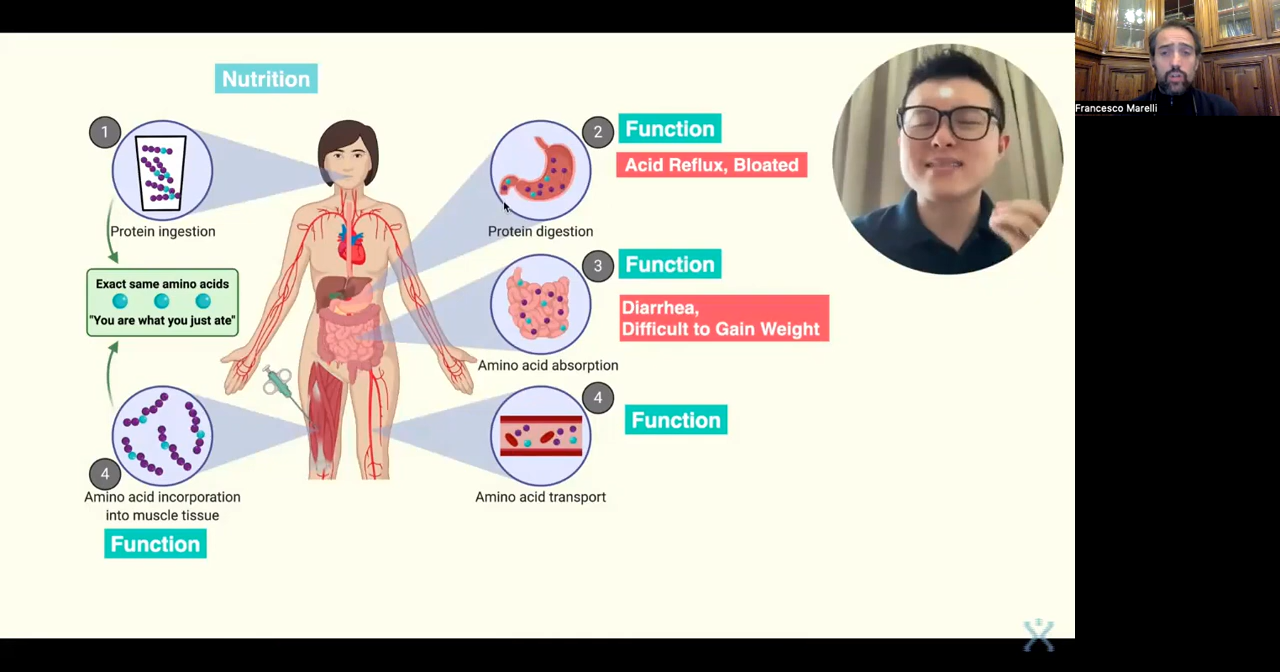 Nutrition
1
Protein ingestion
Exact same amino acids
"You are what you just ate"
4
Amino acid incorporation
into muscle tissue
Function
2
Function
Acid Reflux, Bloated
Protein digestion
3
Function
Diarrhea,
Difficult to Gain Weight
Amino acid absorption
4
Function
Amino acid transport
Francesco Marelli